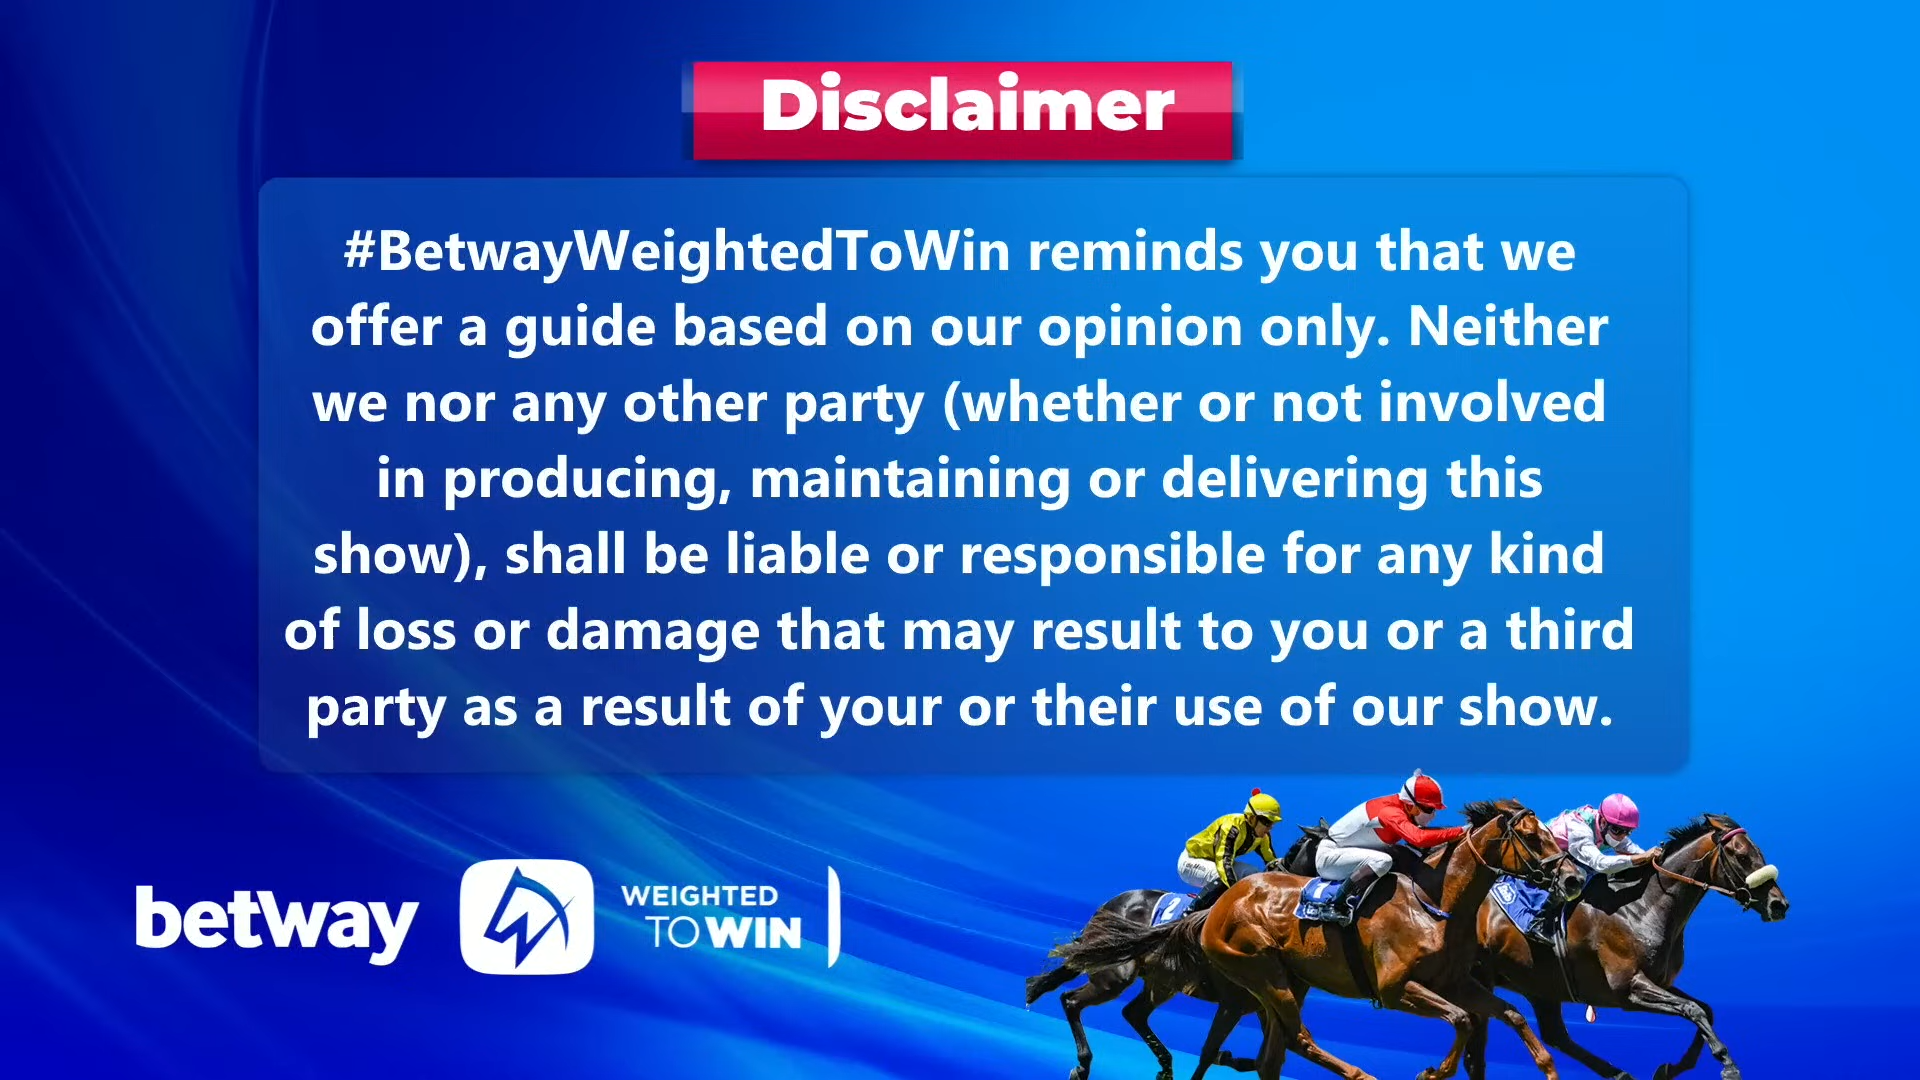 Disclaimer
#BetwayWeightedToWin reminds you that we
offer a guide based on our opinion only. Neither
we nor any other party (whether or not involved
in producing, maintaining or delivering this
show), shall be liable or responsible for any kind
of loss or damage that may result to you or a third
party as a result of your or their use of our show.
betway
WEIGHTED
TO WIN
2
1